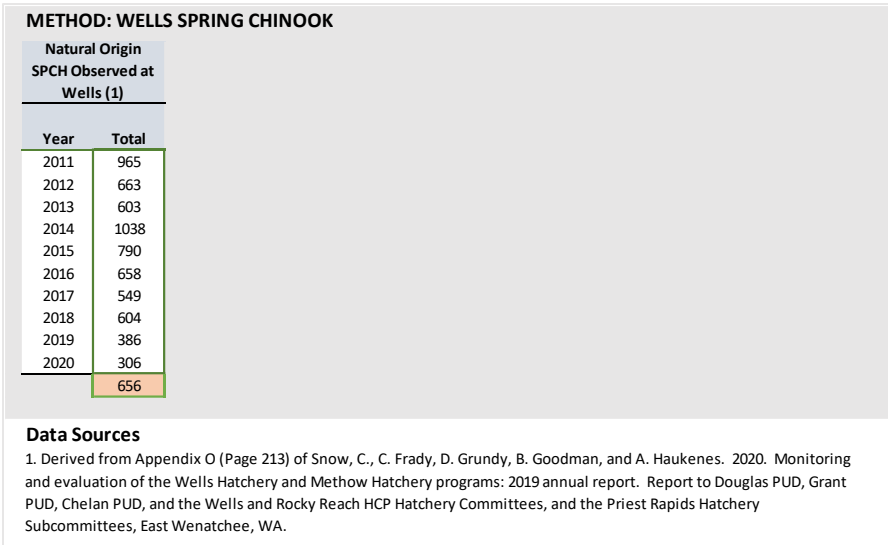 METHOD: WELLS SPRING CHINOOK
Natural Origin
SPCH Observed at
Wells (1)
Year Total
2011 965
2012 663
2013 603
2014 1038
2015 790
2016 658
2017 549
2018 604
2019 386
2020 306
656
Data Sources
1. Derived from Appendix O (Page 213) of Snow, C., C. Frady, D. Grundy, B. Goodman, and A. Haukenes. 2020. Monitoring
and evaluation of the Wells Hatchery and Methow Hatchery programs: 2019 annual report. Report to Douglas PUD, Grant
PUD, Chelan PUD, and the Wells and Rocky Reach HCP Hatchery Committees, and the Priest Rapids Hatchery
Subcommittees, East Wenatchee, WA.